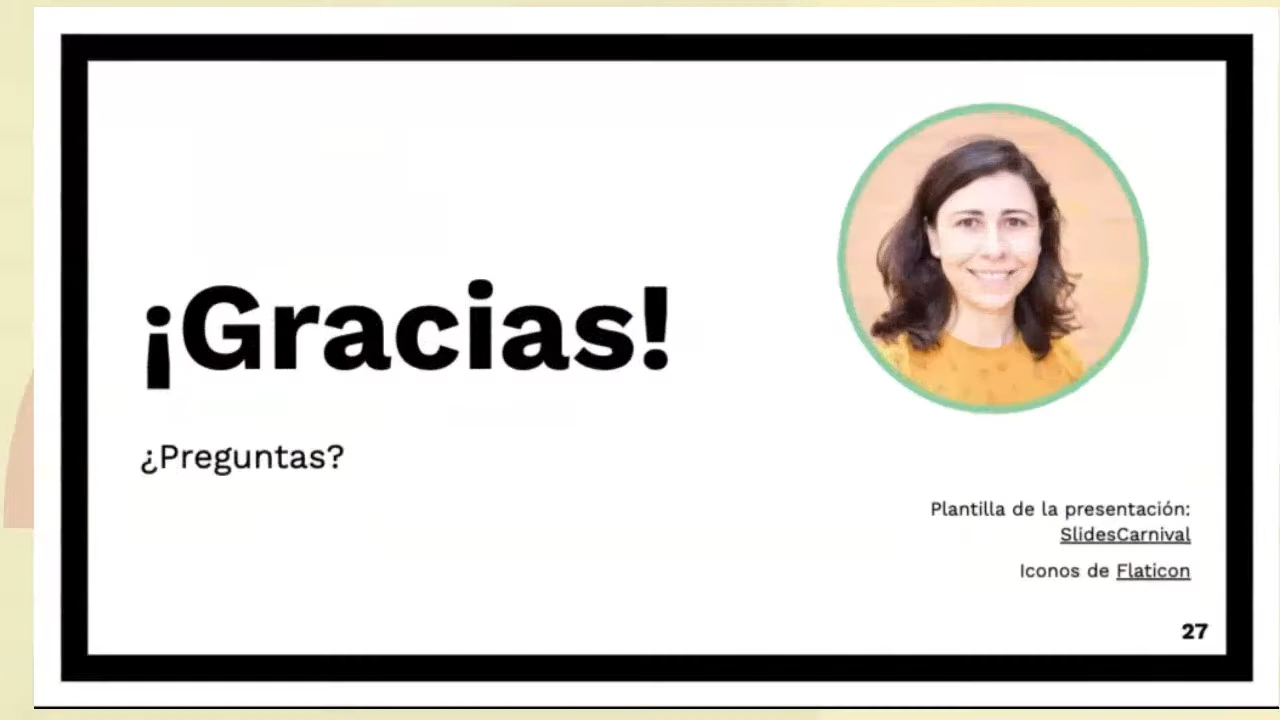 ¡Gracias!
¿Preguntas?
Plantilla de la presentación:
SlidesCarnival
Iconos de Flaticon
27